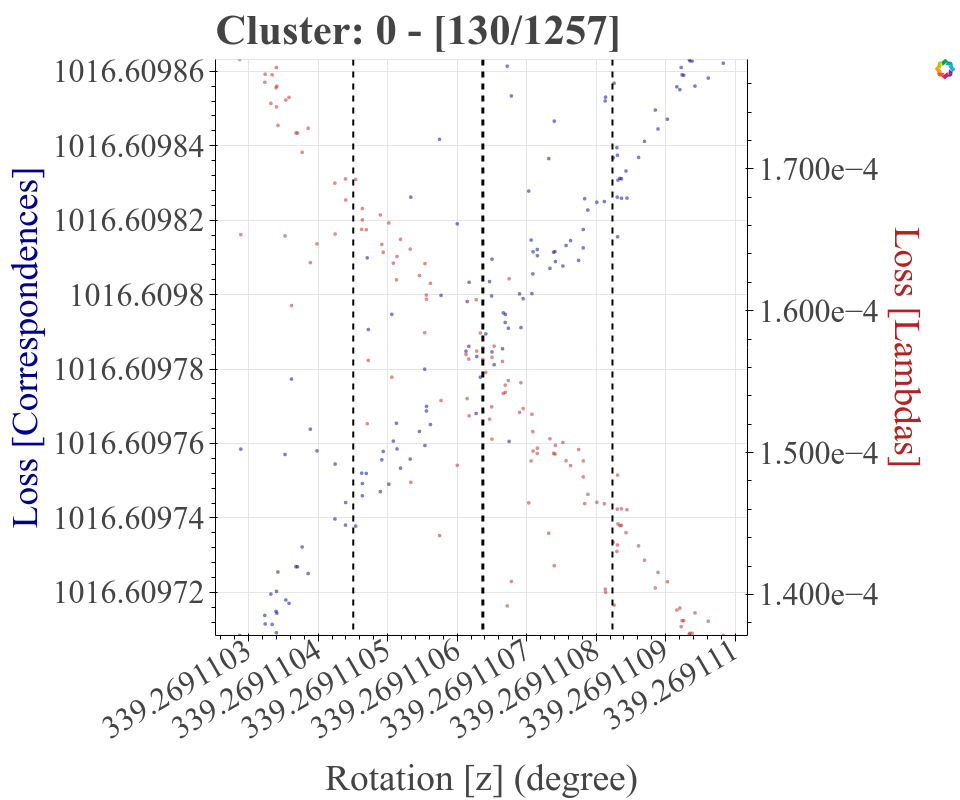 Cluster: 0 - [130/1257]
Loss [Correspondences]
1016.60986
1016.60984
1016.60982
1016.6098
1016.60978
1016.60976
1016.60974
1016.60972
1.700e−4
1.600e−4
1.500e−4
1.400e−4
Loss [Lambdas]
339.2691103
339.2691104
339.2691105
339.2691106
339.2691107
339.2691108
339.2691109
339.269111
Rotation [z] (degree)